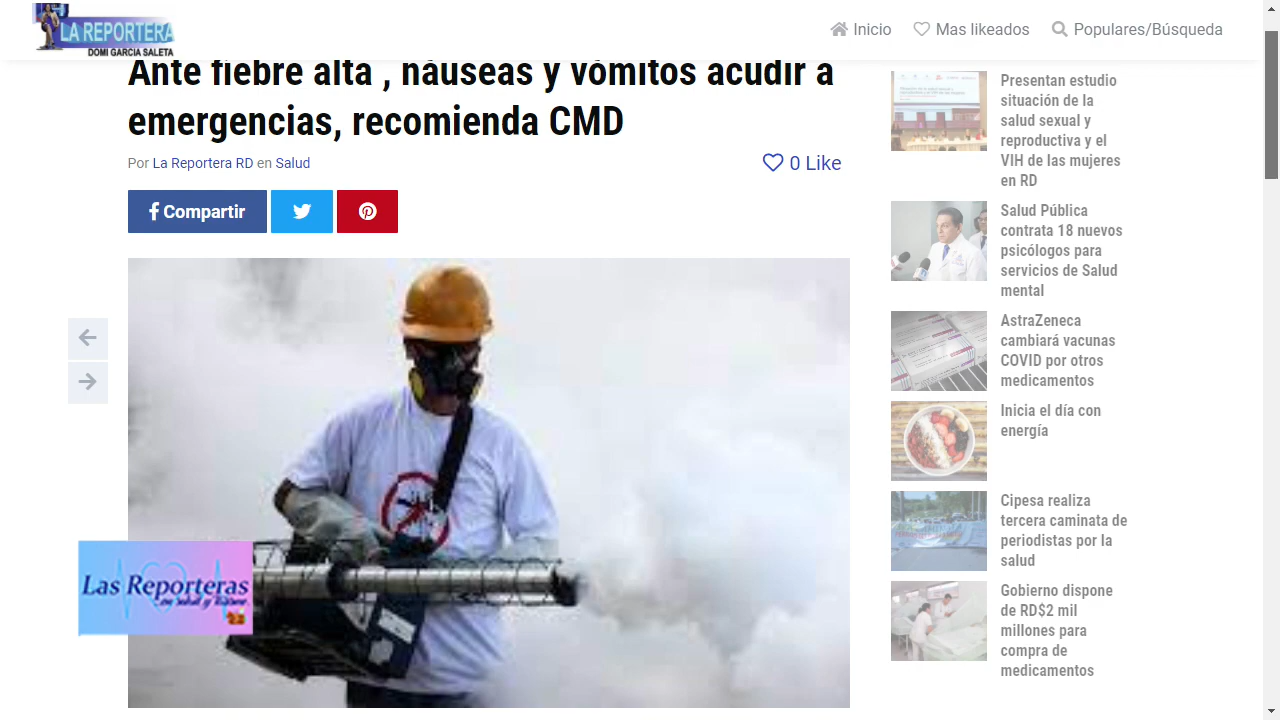 LA REPORTERA
DOMI GARCIA SALETA
Inicio
Mas likeados
Populares/Búsqueda
Ante fiebre alta , náuseas y vómitos acudir a
emergencias, recomienda CMD
Por La Reportera RD en Salud
0 Like
Compartir
Las Reporteras
Presentan estudio
situación de la
salud sexual y
reproductiva y el
VIH de las mujeres
en RD
Salud Pública
contrata 18 nuevos
psicólogos para
servicios de Salud
mental
AstraZeneca
cambiará vacunas
COVID por otros
medicamentos
Inicia el día con
energía
Cipesa realiza
tercera caminata de
periodistas por la
salud
Gobierno dispone
de RD$2 mil
millones para
compra de
medicamentos